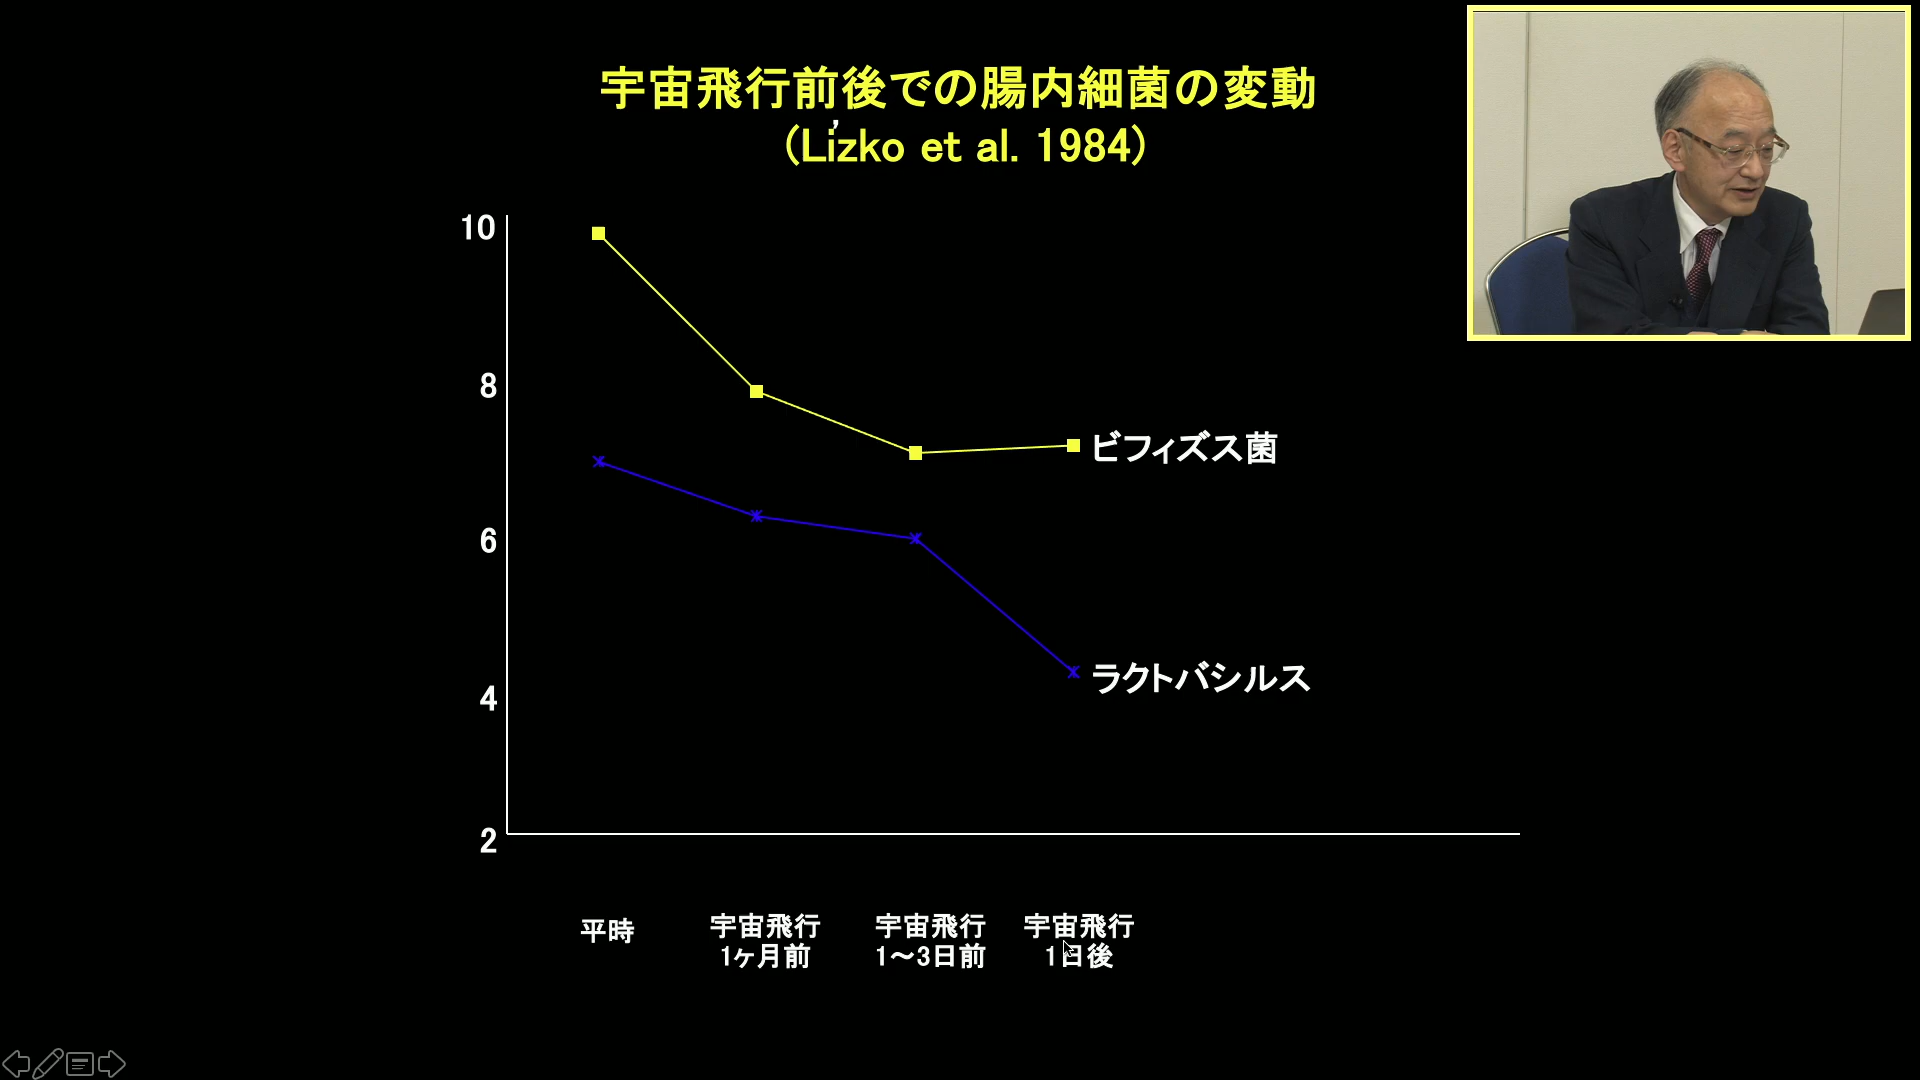 宇宙飛行前後での腸内細菌の変動
,
(Lizko et al. 1984)
10
8
6
4
2
ビフィズス菌
ラクトバシルス
平時
宇宙飛行
1ヶ月前
宇宙飛行
1～3日前
宇宙飛行
1日後